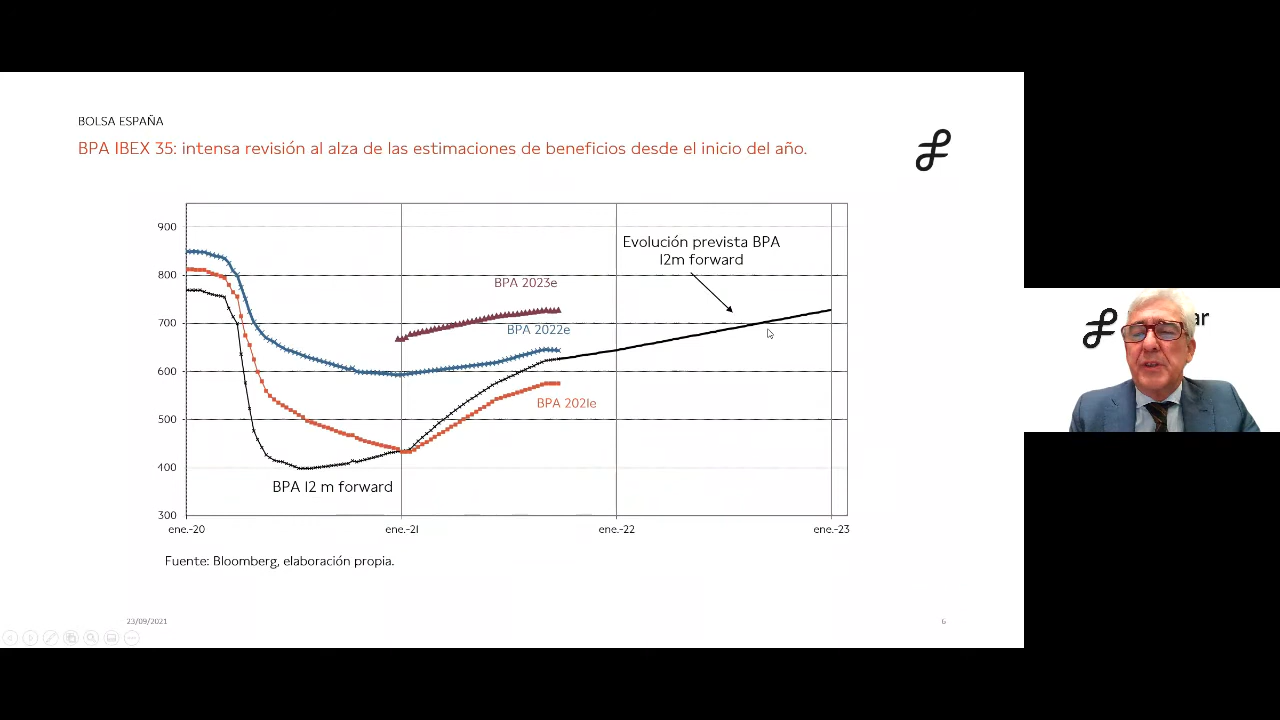 BOLSA ESPAÑA
BPA IBEX 35: intensa revisión al alza de las estimaciones de beneficios desde el inicio del año.
900
800
700
600
500
400
300
Evolución prevista BPA
12m forward
BPA 2023e
BPA 2022e
BPA 2021e
BPA 12 m forward
ene.-20
ene.-21
ene.-22
ene.-23
Fuente: Bloomberg, elaboración propia.
23/09/2021
6
ar